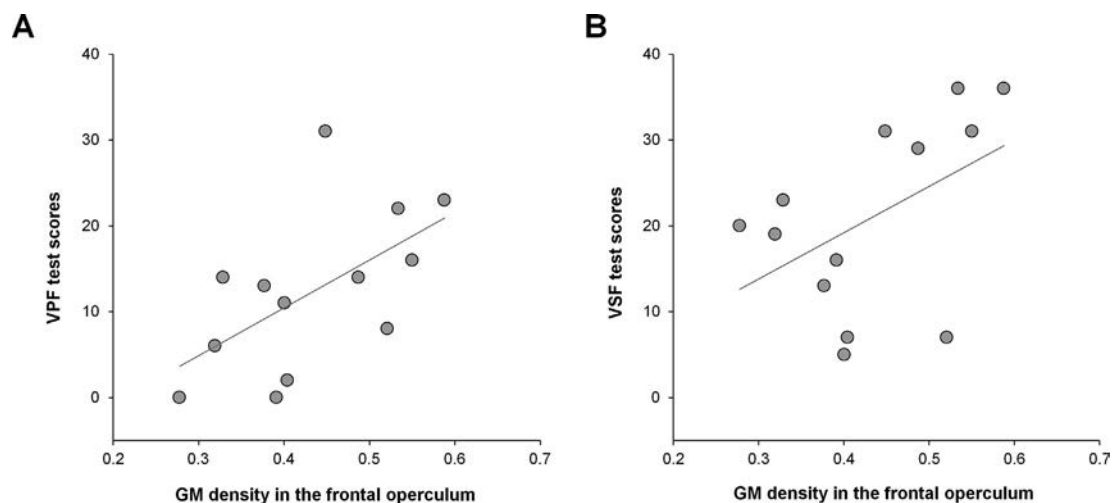 A
VPF test scores
40
30
20
10
0
0.2 0.3 0.4 0.5 0.6 0.7
GM density in the frontal operculum
B
VSF test scores
40
30
20
10
0
0.2 0.3 0.4 0.5 0.6 0.7
GM density in the frontal operculum